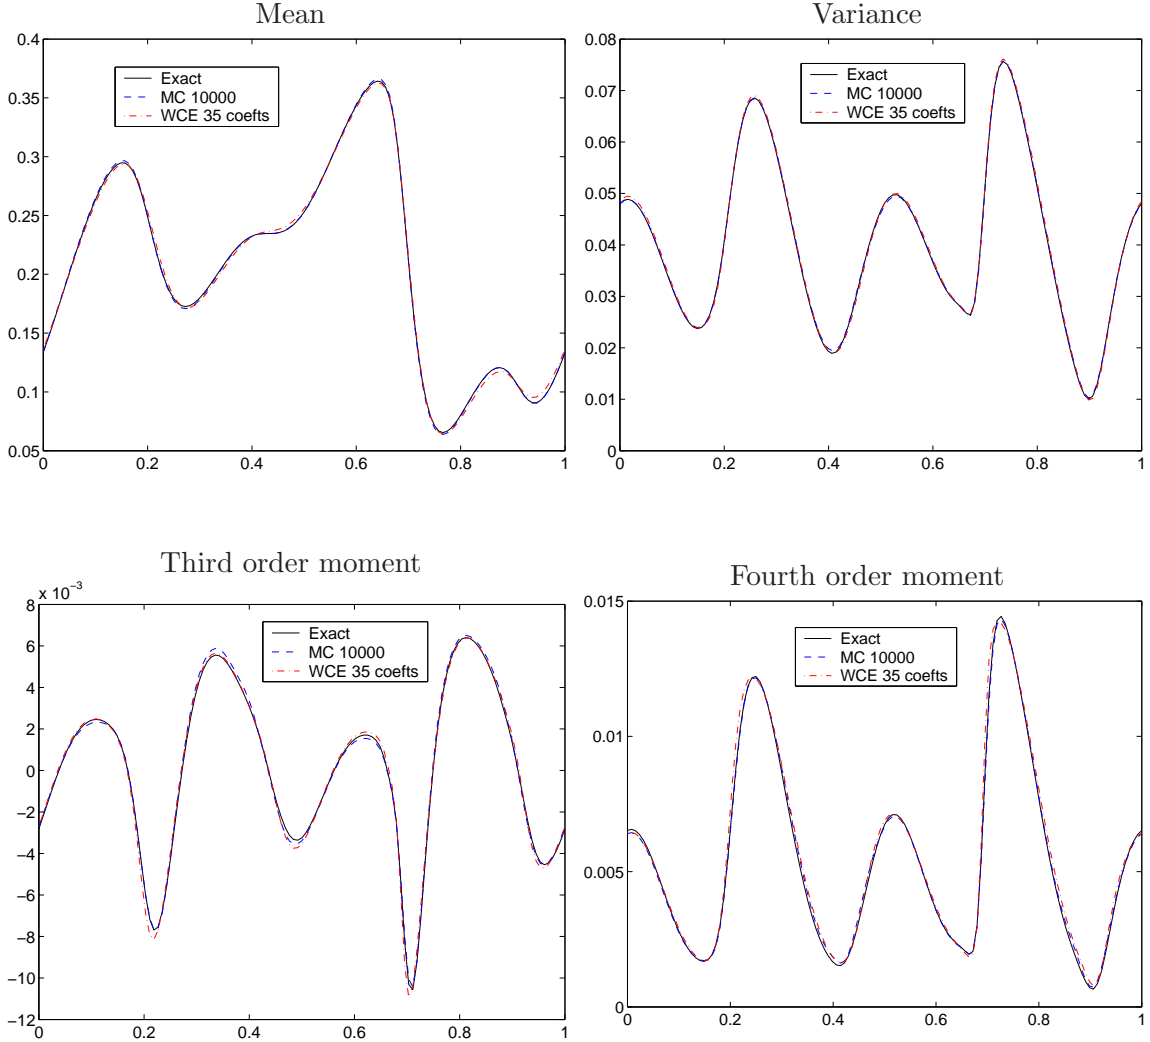 Mean
0.4
0.35
0.3
0.25
0.2
0.15
0.1
0.05
0 0.2 0.4 0.6 0.8 1
Exact
MC 10000
WCE 35 coefts
Variance
0.08
0.07
0.06
0.05
0.04
0.03
0.02
0.01
0
0 0.2 0.4 0.6 0.8 1
Exact
MC 10000
WCE 35 coefts
Third order moment
x 10−3
8
6
4
2
0
−2
−4
−6
−8
−10
−12
0 0.2 0.4 0.6 0.8 1
Exact
MC 10000
WCE 35 coefts
Fourth order moment
0.015
0.01
0.005
0
0 0.2 0.4 0.6 0.8 1
Exact
MC 10000
WCE 35 coefts